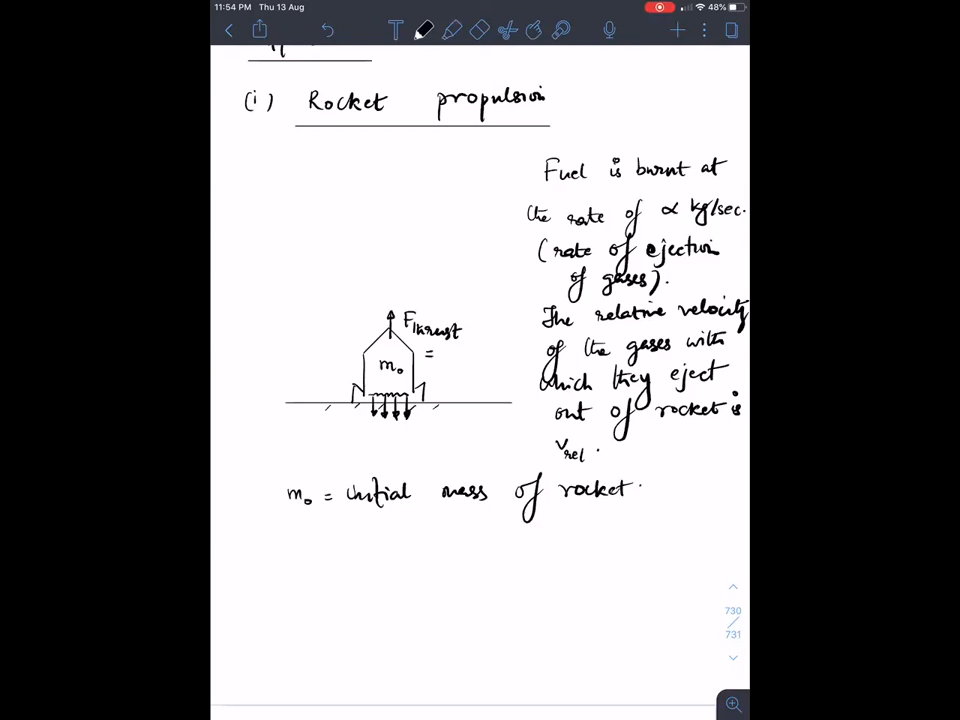 11:54 PM Thu 13 Aug
48%
(i) Rocket propulsion
Fuel is burnt at
the rate of α kg/sec.
(rate of ejection
of gases).
The relative velocity
of the gases with
which they eject
out of rocket is
v rel .
F thrust
=
m₀
m₀ = initial mass of rocket.
730
731